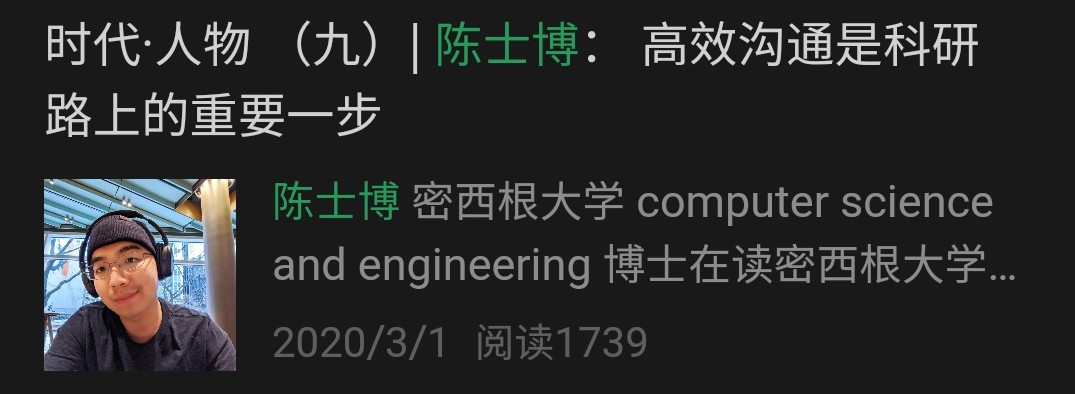 时代·人物 （九）| 陈士博： 高效沟通是科研
路上的重要一步
陈士博 密西根大学 computer science
and engineering 博士在读密西根大学...
2020/3/1 阅读1739